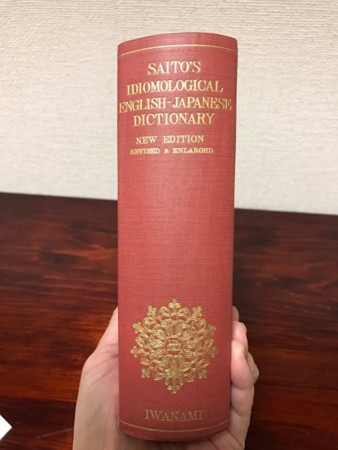 SAITO'S
IDIOMOLOGICAL
ENGLISH-JAPANESE
DICTIONARY
NEW EDITION
REVISED & ENLARGED
IWANAMI